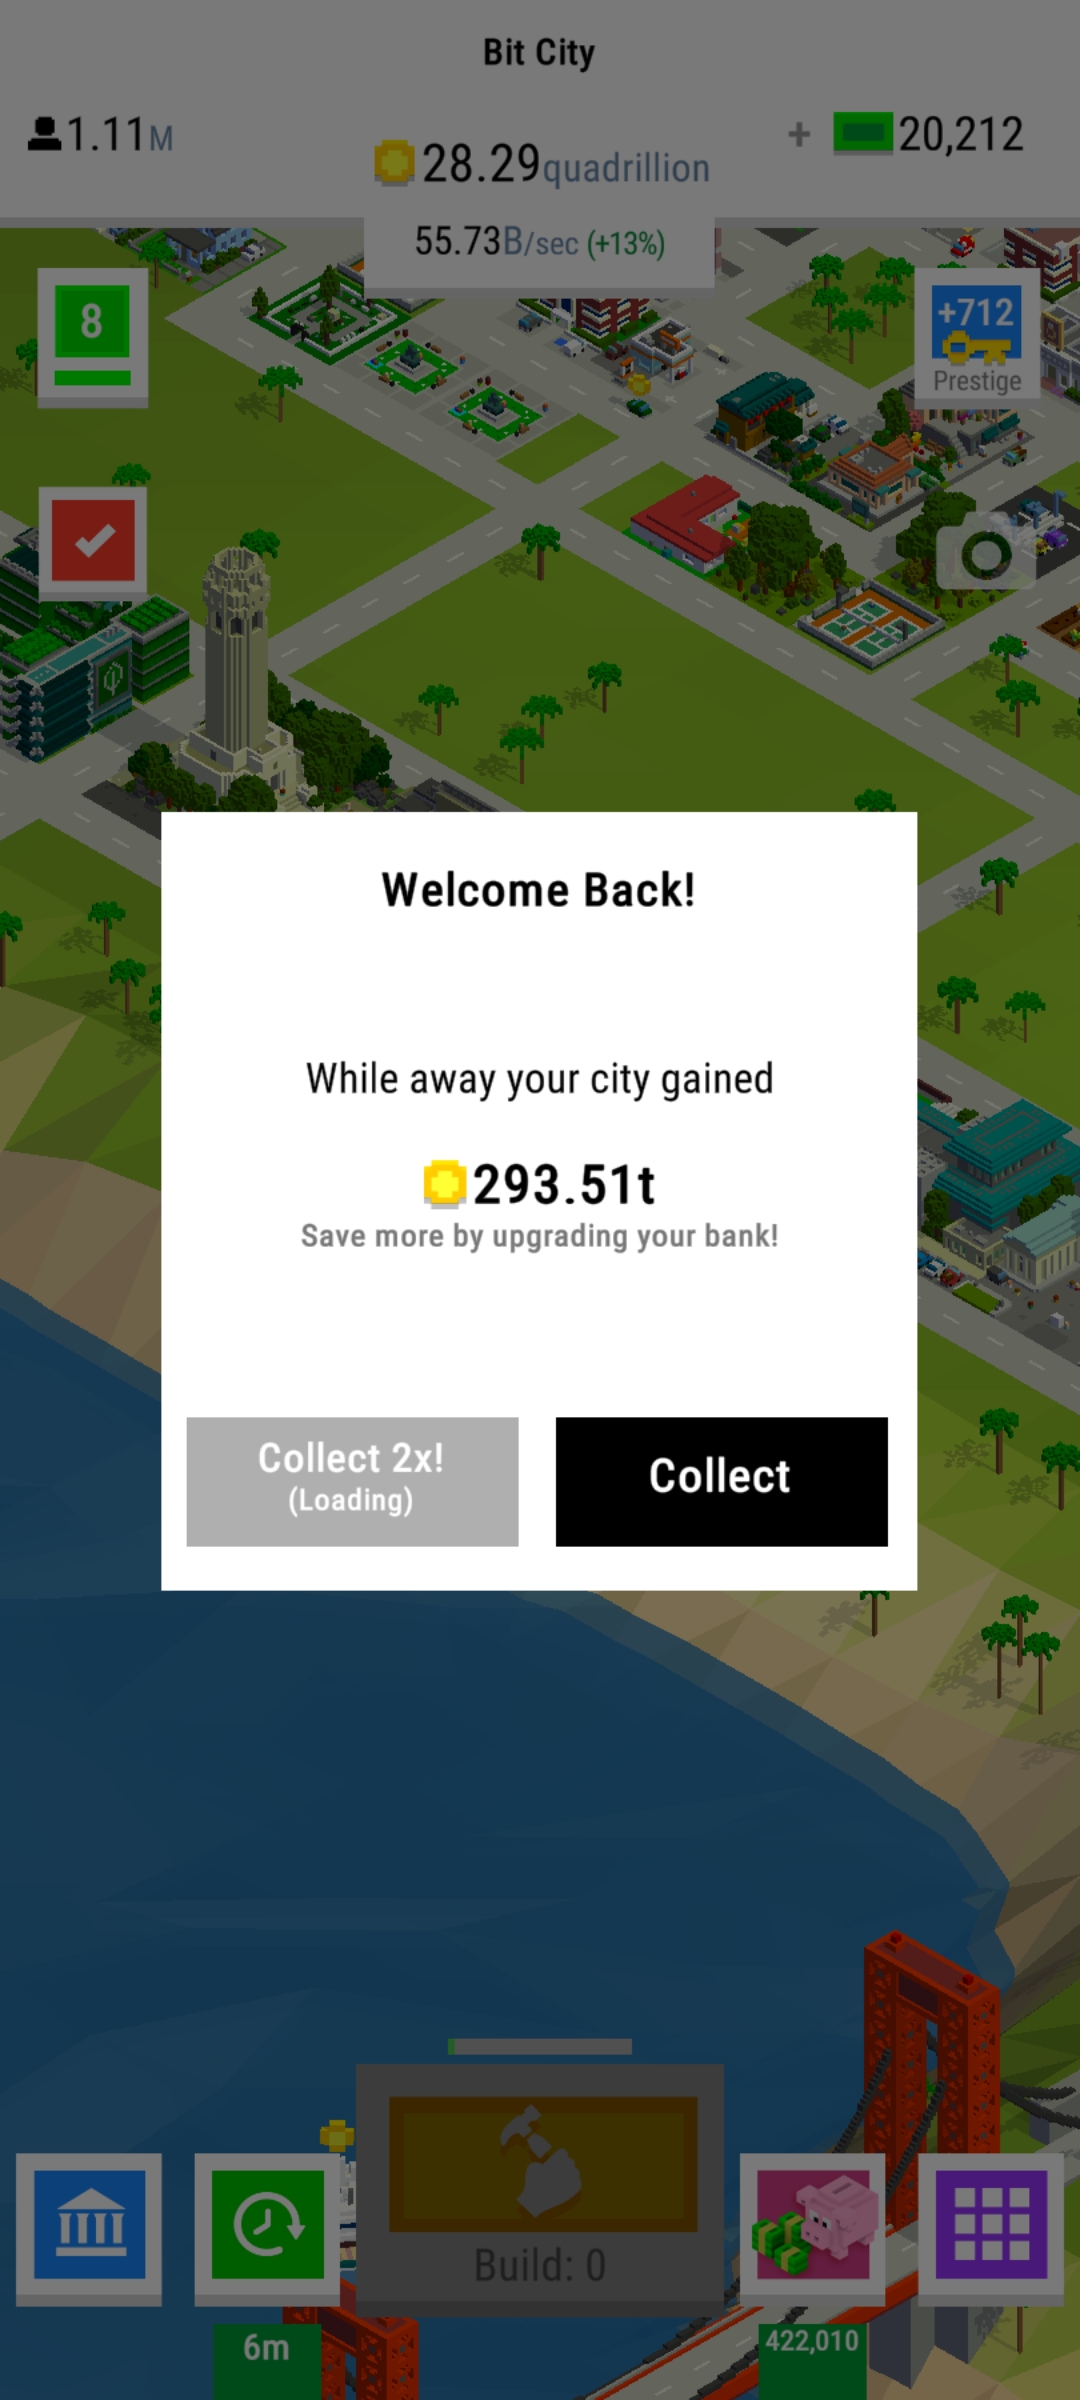 Bit City
1.11M
28.29quadrillion
+ 20,212
55.73B/sec (+13%)
8
+712
Prestige
Welcome Back!
While away your city gained
293.51t
Save more by upgrading your bank!
Collect 2x!
(Loading)
Collect
Build: 0
6m
422,010